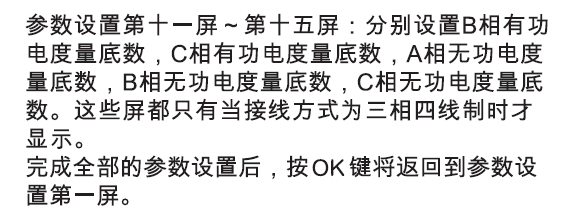 参数设置第十一屏～第十五屏：分别设置B相有功
电度量底数，C相有功电度量底数，A相无功电度
量底数，B相无功电度量底数，C相无功电度量底
数。这些屏都只有当接线方式为三相四线制时才
显示。
完成全部的参数设置后，按OK键将返回到参数设
置第一屏。